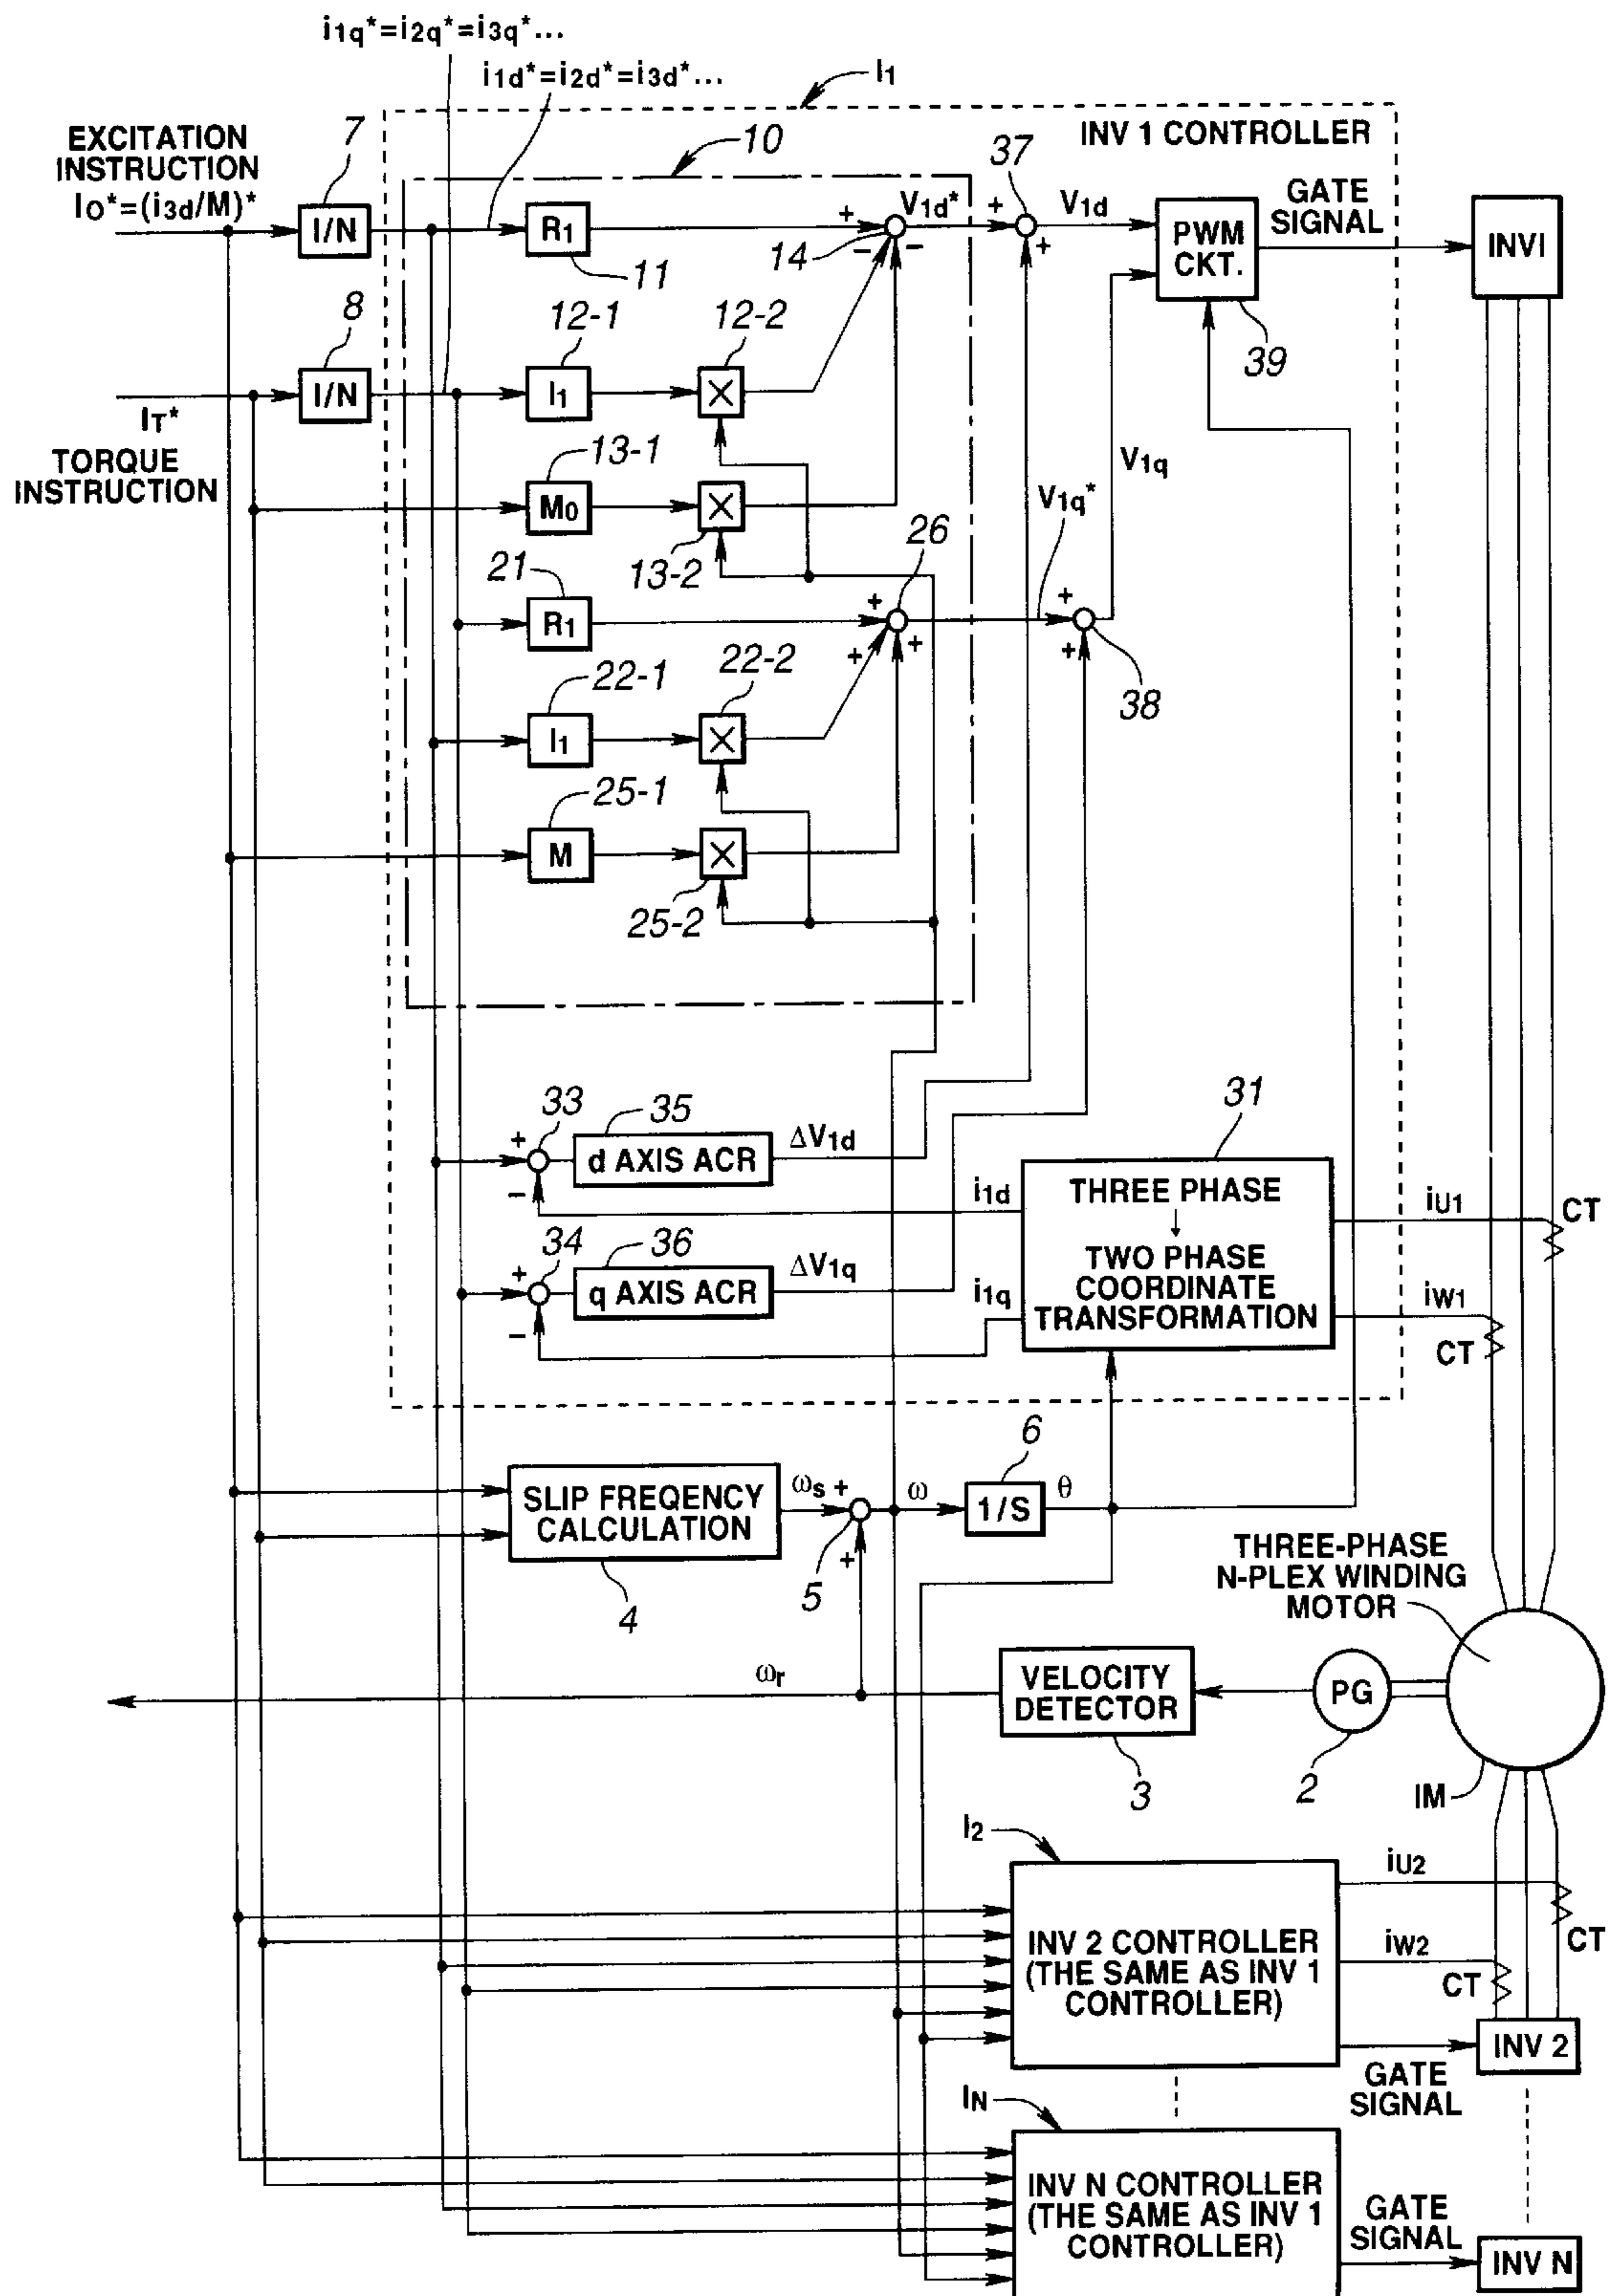 i1q*=i2q*=i3q*...
i1d*=i2d*=i3d*...
I1
EXCITATION
INSTRUCTION
IO*=(i3d/M)*
7
I/N
10
INV 1 CONTROLLER
37
GATE
SIGNAL
R1
11
+
−
−
14
V1d*
+
+
V1d
PWM
CKT.
39
INVI
8
I/N
IT*
TORQUE
INSTRUCTION
12-1
I1
12-2
×
13-1
M0
×
13-2
V1q
V1q*
21
R1
26
+
+
+
+
+
38
22-1
I1
22-2
×
25-1
M
×
25-2
33
+
−
35
d AXIS ACR
ΔV1d
31
THREE PHASE
↓
TWO PHASE
COORDINATE
TRANSFORMATION
i1d
i1q
iU1
CT
iW1
CT
34
+
−
36
q AXIS ACR
ΔV1q
SLIP FREQENCY
CALCULATION
4
ωs
+
+
5
ω
6
1/S
θ
THREE-PHASE
N-PLEX WINDING
MOTOR
ωr
VELOCITY
DETECTOR
3
PG
2
IM
I2
INV 2 CONTROLLER
(THE SAME AS INV 1
CONTROLLER)
iU2
CT
iW2
CT
INV 2
GATE
SIGNAL
IN
INV N CONTROLLER
(THE SAME AS INV 1
CONTROLLER)
GATE
SIGNAL
INV N